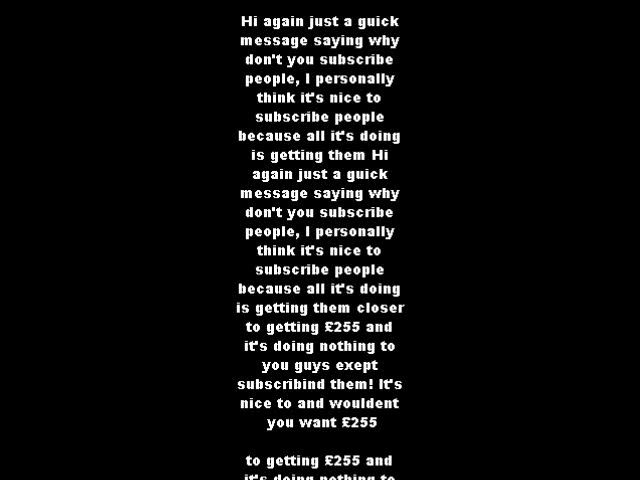 Hi again just a guick
message saying why
don't you subscribe
people, I personally
think it's nice to
subscribe people
because all it's doing
is getting them Hi
again just a guick
message saying why
don't you subscribe
people, I personally
think it's nice to
subscribe people
because all it's doing
is getting them closer
to getting £255 and
it's doing nothing to
you guys exept
subscribind them! It's
nice to and wouldent
you want £255
to getting £255 and
it's doing nothing to